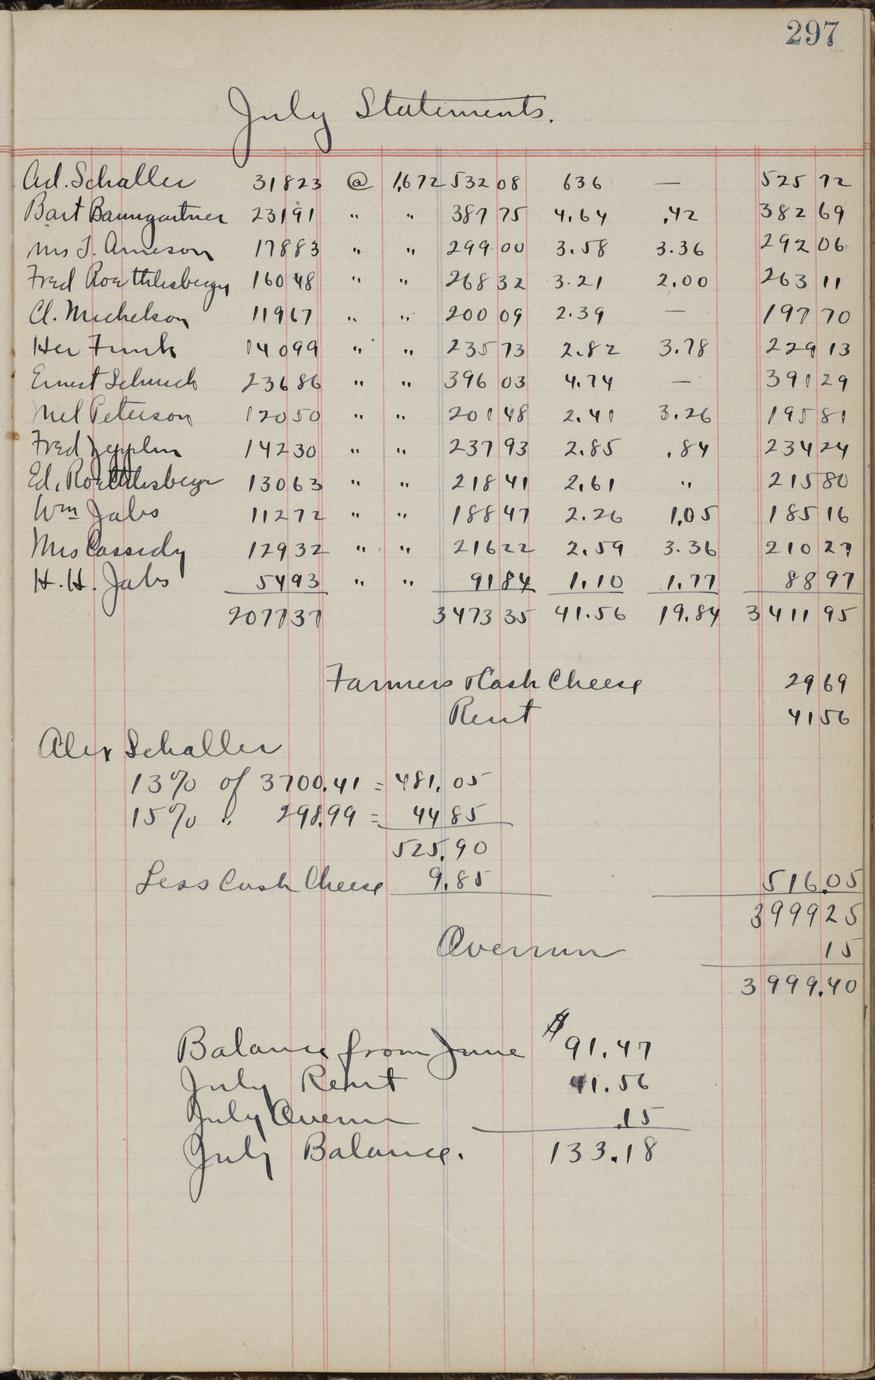 297
July Statements.
Ad. Schaller 31823 @ 1,672 532 08 636 — 525 72
Bart Baumgartner 23191 " " 387 75 4.64 .42 382 69
Mrs T. Arneson 17883 " " 299 00 3.58 3.36 292 06
Fred Roethlisberger 16048 " " 268 32 3.21 2.00 263 11
Cl. Michelson 11967 " " 200 09 2.39 — 197 70
Her Funk 14099 " " 235 73 2.82 3.78 229 13
Ernest Schuck 23686 " " 396 03 4.74 — 391 29
Mel Peterson 12050 " " 201 48 2.41 3.26 195 81
Fred Zepplin 14230 " " 237 93 2.85 .84 234 24
Ed. Roethlisberger 13063 " " 218 41 2.61 " 215 80
Wm Jabs 11272 " " 188 47 2.26 1.05 185 16
Mrs Cassidy 12932 " " 216 22 2.59 3.36 210 27
H. H. Jabs 5493 " " 91 84 1.10 1.77 88 97
207737 3473 35 41.56 19.84 3411 95
Farmers Cash Cheese 29 69
Rent 41 56
Alex Schaller
13% of 3700.41 = 481.05
15% " 298.99 = 44 85
525.90
Less Cash Cheese 9.85 516.05
3999 25
Overrun 15
3999.40
Balance from June $91.47
July Rent 41.56
July Overrun .15
July Balance. 133.18